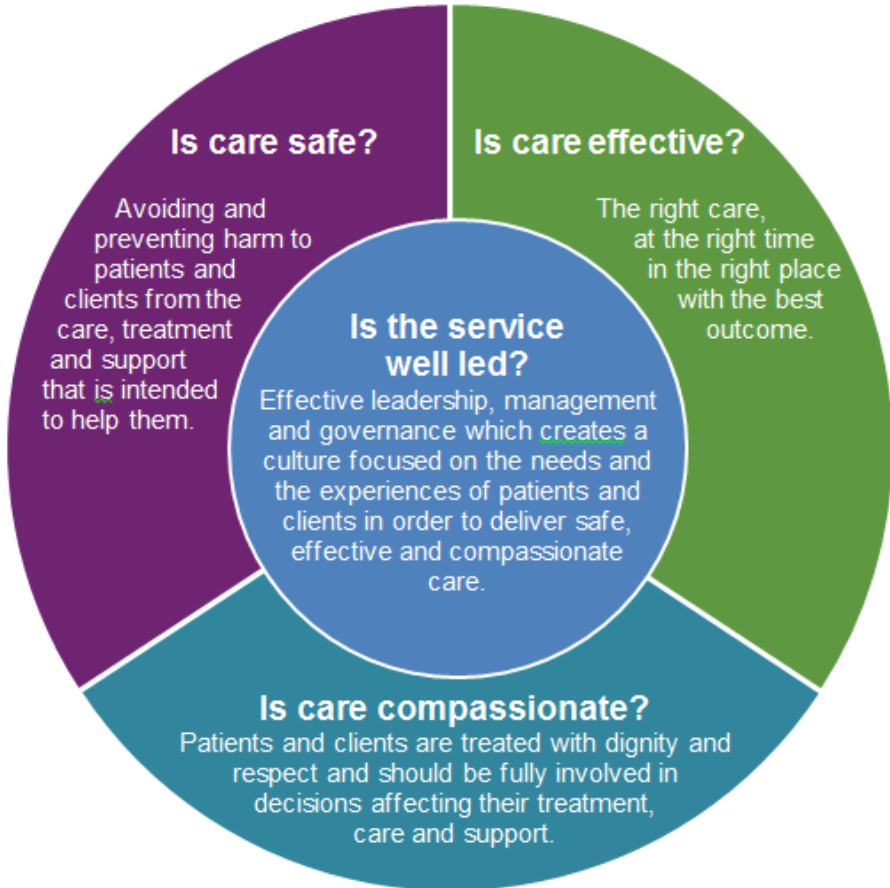 Is care safe?
Avoiding and
preventing harm to
patients and
clients from the
care, treatment
and support
that is intended
to help them.
Is care effective?
The right care,
at the right time
in the right place
with the best
outcome.
Is the service
well led?
Effective leadership, management
and governance which creates a
culture focused on the needs and
the experiences of patients and
clients in order to deliver safe,
effective and compassionate
care.
Is care compassionate?
Patients and clients are treated with dignity and
respect and should be fully involved in
decisions affecting their treatment,
care and support.